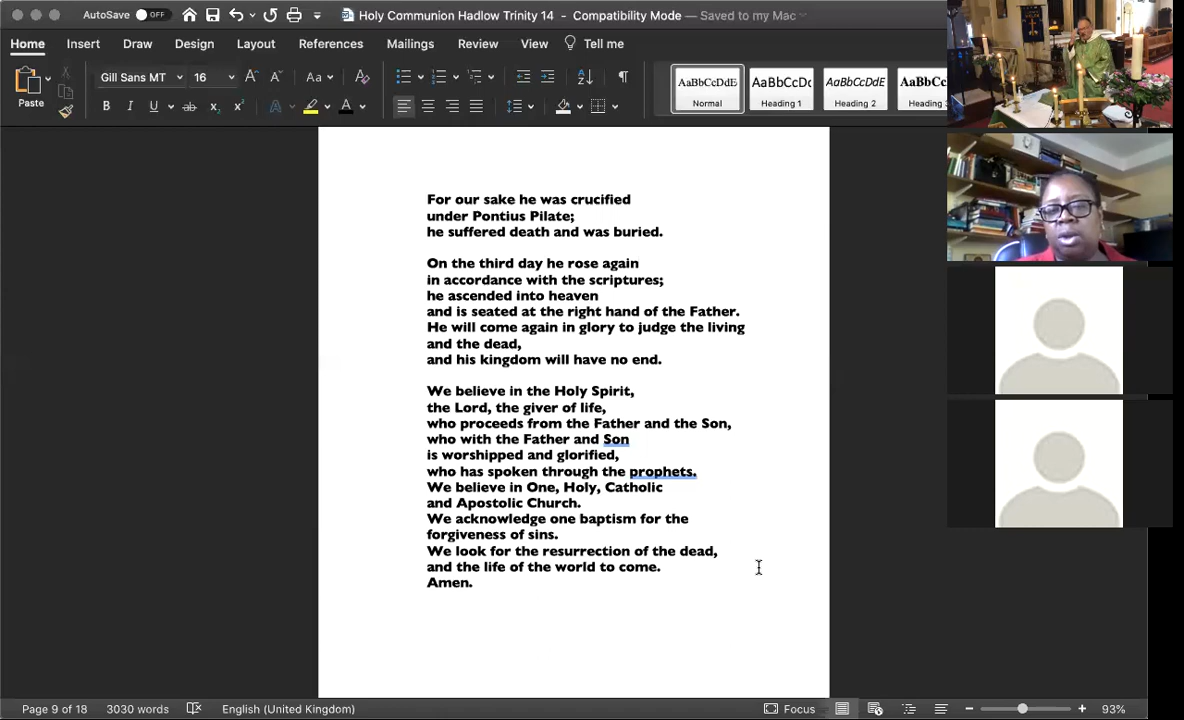 AutoSave OFF
Holy Communion Hadlow Trinity 14 - Compatibility Mode — Saved to my Mac
Home Insert Draw Design Layout References Mailings Review View Tell me
Paste
Gill Sans MT 16
AaBbCcDdE AaBbCcDc AaBbCcDdE AaBbCcD
Normal Heading 1 Heading 2 Heading
For our sake he was crucified
under Pontius Pilate;
he suffered death and was buried.
On the third day he rose again
in accordance with the scriptures;
he ascended into heaven
and is seated at the right hand of the Father.
He will come again in glory to judge the living
and the dead,
and his kingdom will have no end.
We believe in the Holy Spirit,
the Lord, the giver of life,
who proceeds from the Father and the Son,
who with the Father and Son
is worshipped and glorified,
who has spoken through the prophets.
We believe in One, Holy, Catholic
and Apostolic Church.
We acknowledge one baptism for the
forgiveness of sins.
We look for the resurrection of the dead,
and the life of the world to come.
Amen.
Page 9 of 18 3030 words English (United Kingdom) Focus 93%